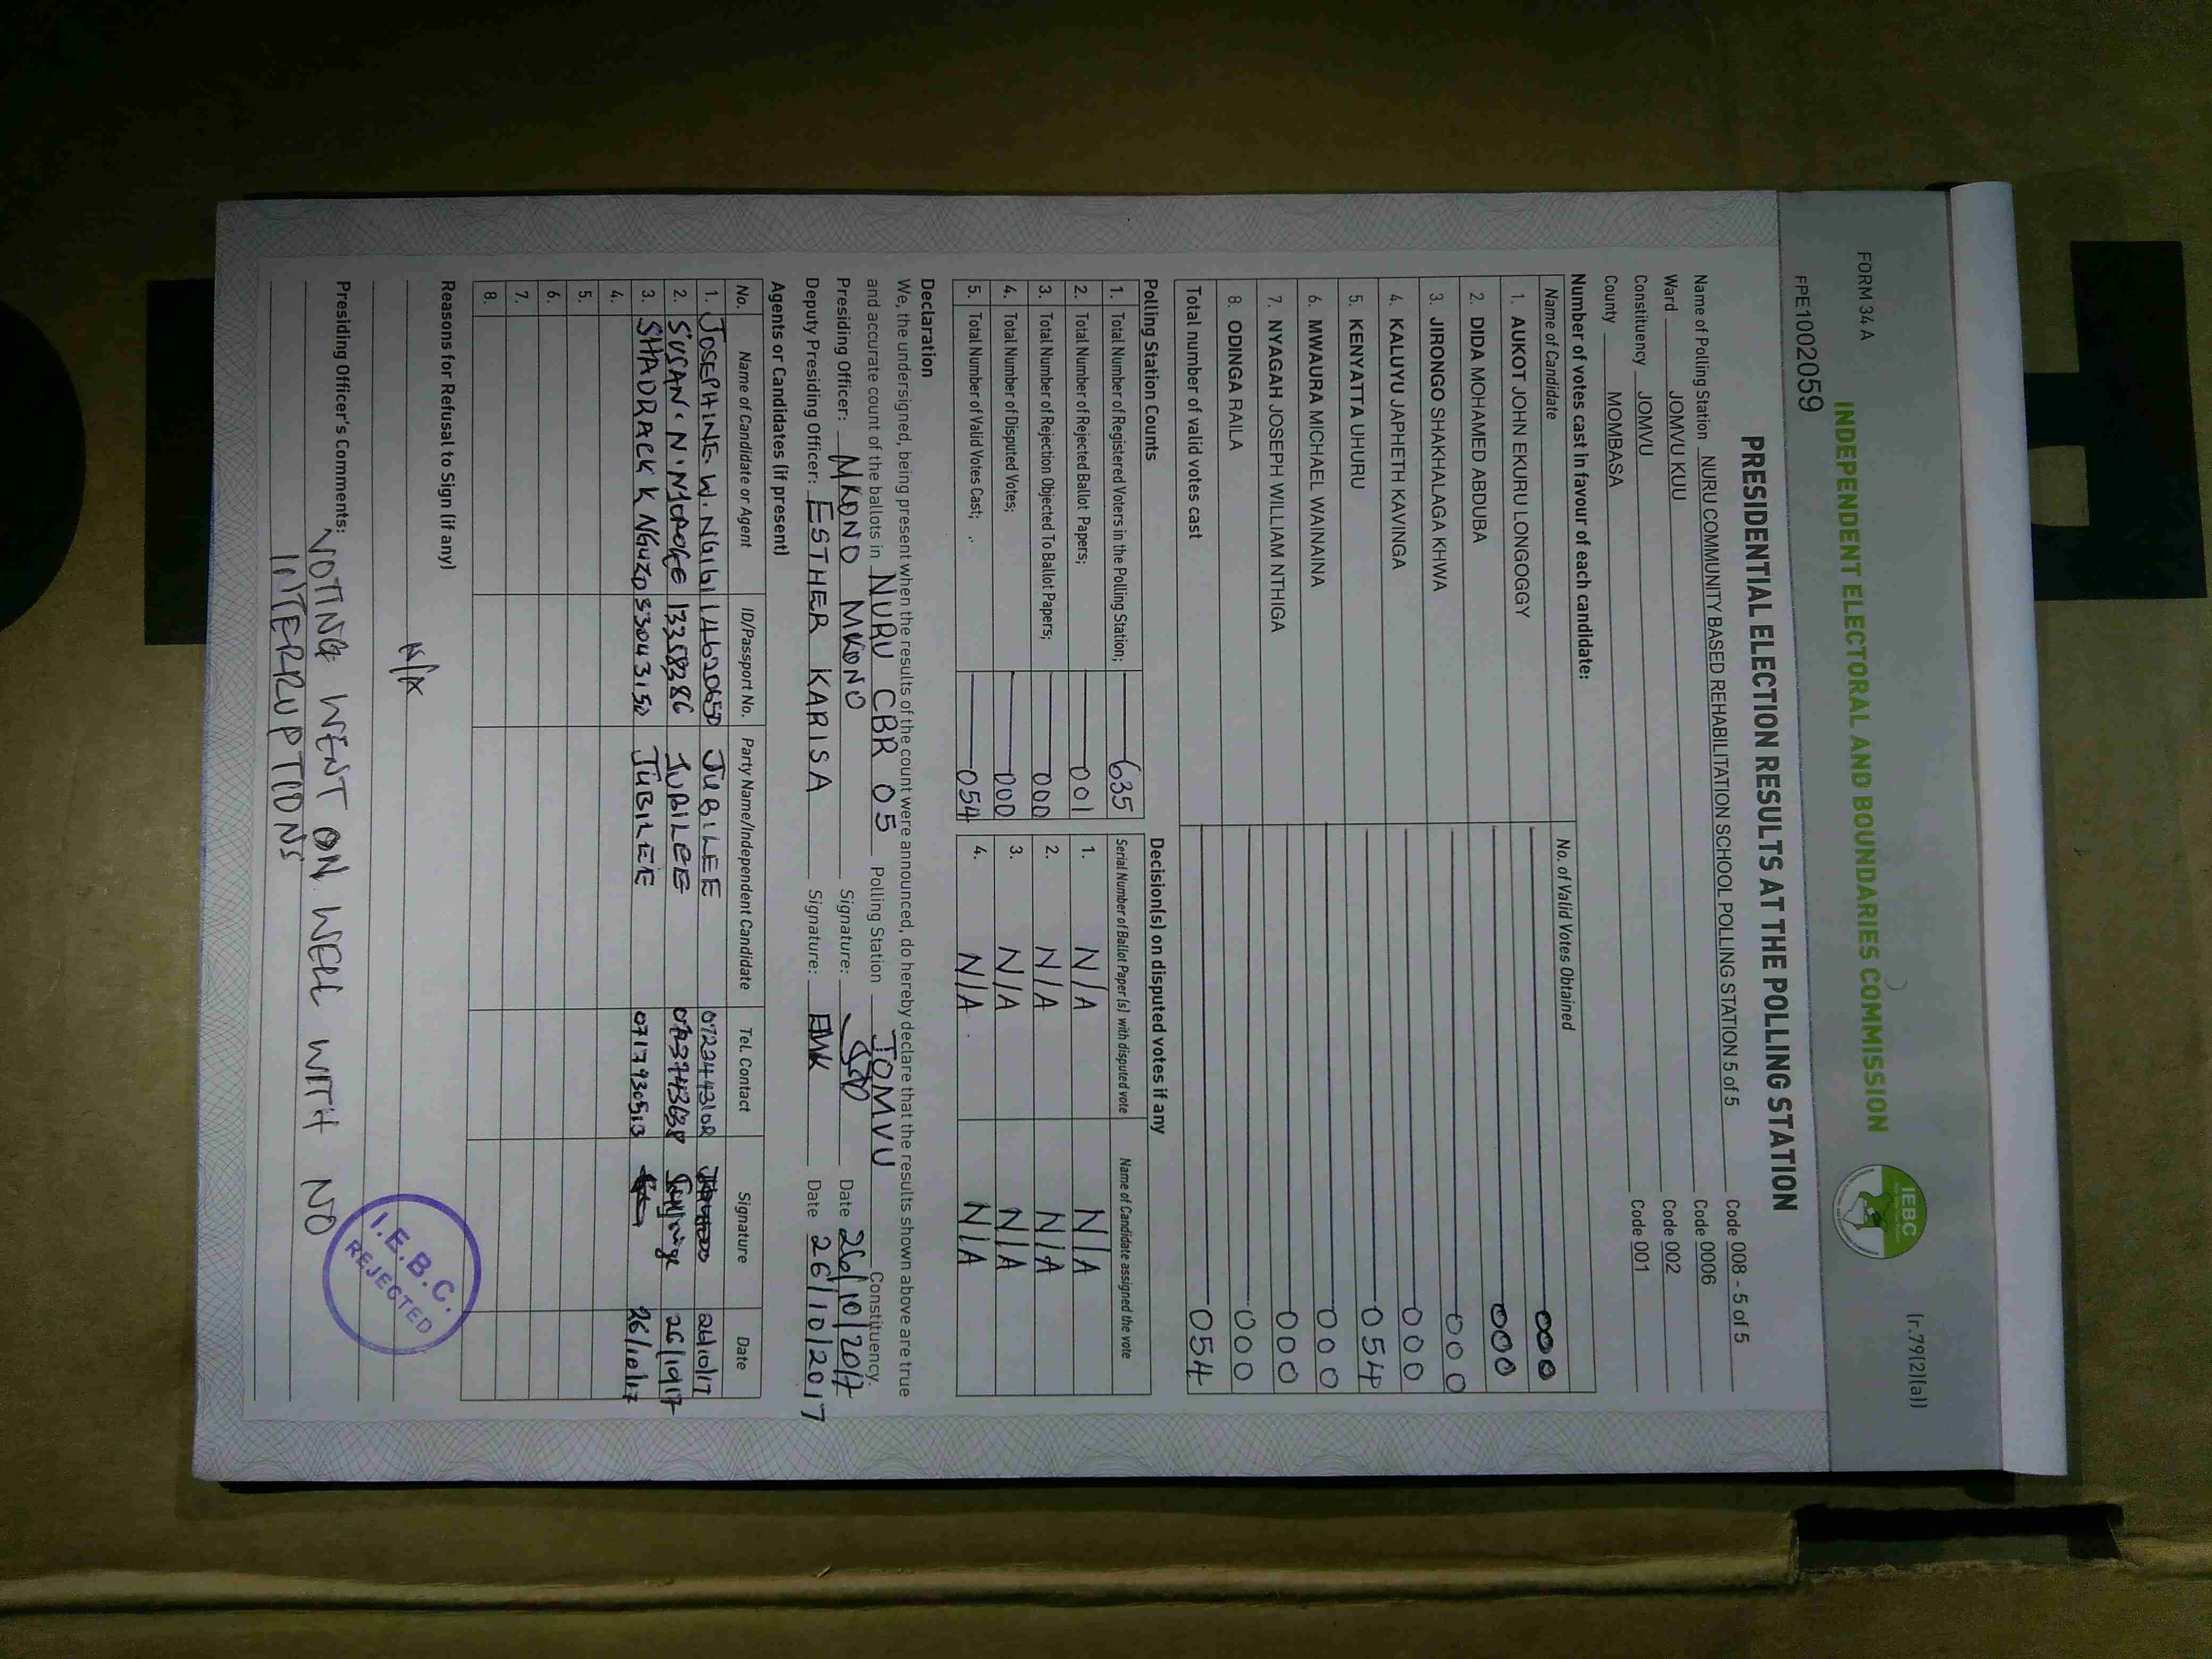 FORM 34 A
(r.79(2)(a))
INDEPENDENT ELECTORAL AND BOUNDARIES COMMISSION
IEBC
FPE1002059
PRESIDENTIAL ELECTION RESULTS AT THE POLLING STATION
Name of Polling Station NURU COMMUNITY BASED REHABILITATION SCHOOL POLLING STATION 5 of 5 Code 008 - 5 of 5
Ward JOMVU KUU Code 0006
Constituency JOMVU Code 002
County MOMBASA Code 001
Number of votes cast in favour of each candidate:
Name of Candidate No. of Valid Votes Obtained
1. AUKOT JOHN EKURU LONGOGGY 000
2. DIDA MOHAMED ABDUBA 000
3. JIRONGO SHAKHALAGA KHWA 000
4. KALUYU JAPHETH KAVINGA 000
5. KENYATTA UHURU 054
6. MWAURA MICHAEL WAINAINA 000
7. NYAGAH JOSEPH WILLIAM NTHIGA 000
8. ODINGA RAILA 000
Total number of valid votes cast 054
Polling Station Counts
1. Total Number of Registered Voters in the Polling Station; 635
2. Total Number of Rejected Ballot Papers; 001
3. Total Number of Rejection Objected To Ballot Papers; 000
4. Total Number of Disputed Votes; 000
5. Total Number of Valid Votes Cast; 054
Decision(s) on disputed votes if any
Serial Number of Ballot Paper (s) with disputed vote Name of Candidate assigned the vote
1. N/A N/A
2. N/A N/A
3. N/A N/A
4. N/A N/A
Declaration
We, the undersigned, being present when the results of the count were announced, do hereby declare that the results shown above are true
and accurate count of the ballots in NURU CBR 05 Polling Station JOMVU Constituency.
Presiding Officer: MKONO MKONO Signature: Date 26/10/2017
Deputy Presiding Officer: ESTHER KARISA Signature: EMK Date 26/10/2017
Agents or Candidates (if present)
No. Name of Candidate or Agent ID/Passport No. Party Name/Independent Candidate Tel. Contact Signature Date
1. JOSEPHINE W. NGIGI 14620650 JUBILEE 26/10/17
2. SUSAN. N. NJOROGE 13358386 JUBILEE 26/10/17
3. SHADRACK K NGUZO 33043150 JUBILEE 0717930513 26/10/17
4.
5.
6.
7.
8.
Reasons for Refusal to Sign (if any)
N/A
Presiding Officer's Comments: VOTING WENT ON WELL WITH NO
INTERRUPTIONS
I.E.B.C.
REJECTED